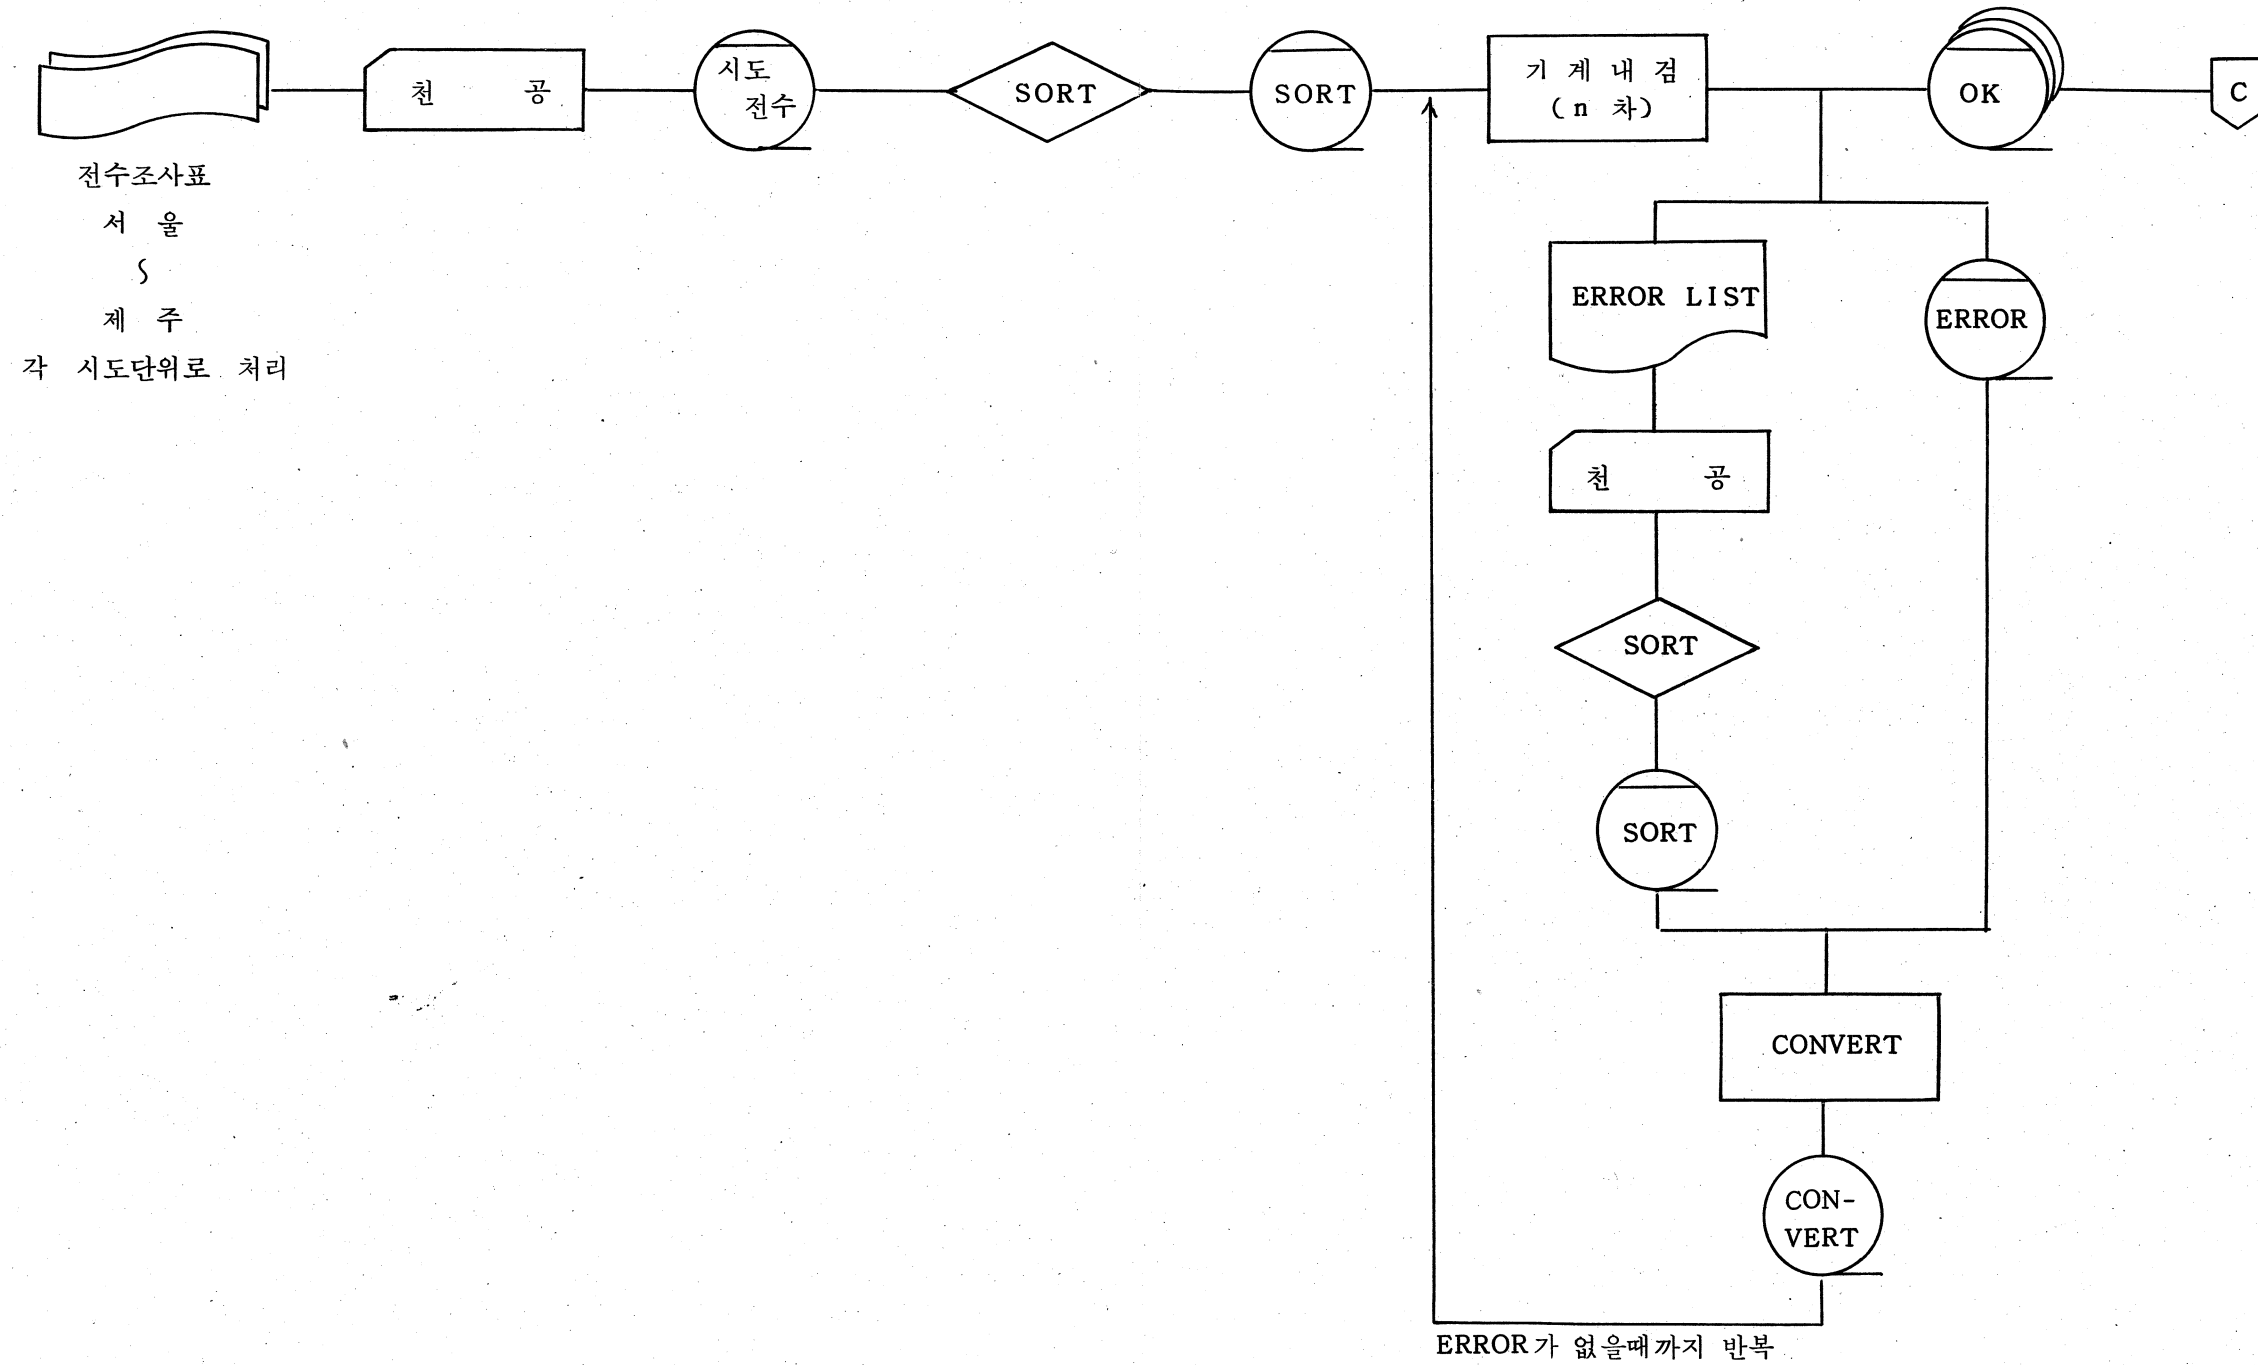 천 공
시도
전수
SORT
SORT
기 계 내 검
( n 차)
OK
C
전수조사표
서 울
〜
제 주
각 시도단위로 처리
ERROR LIST
ERROR
천 공
SORT
SORT
CONVERT
CON-
VERT
ERROR가 없을때까지 반복